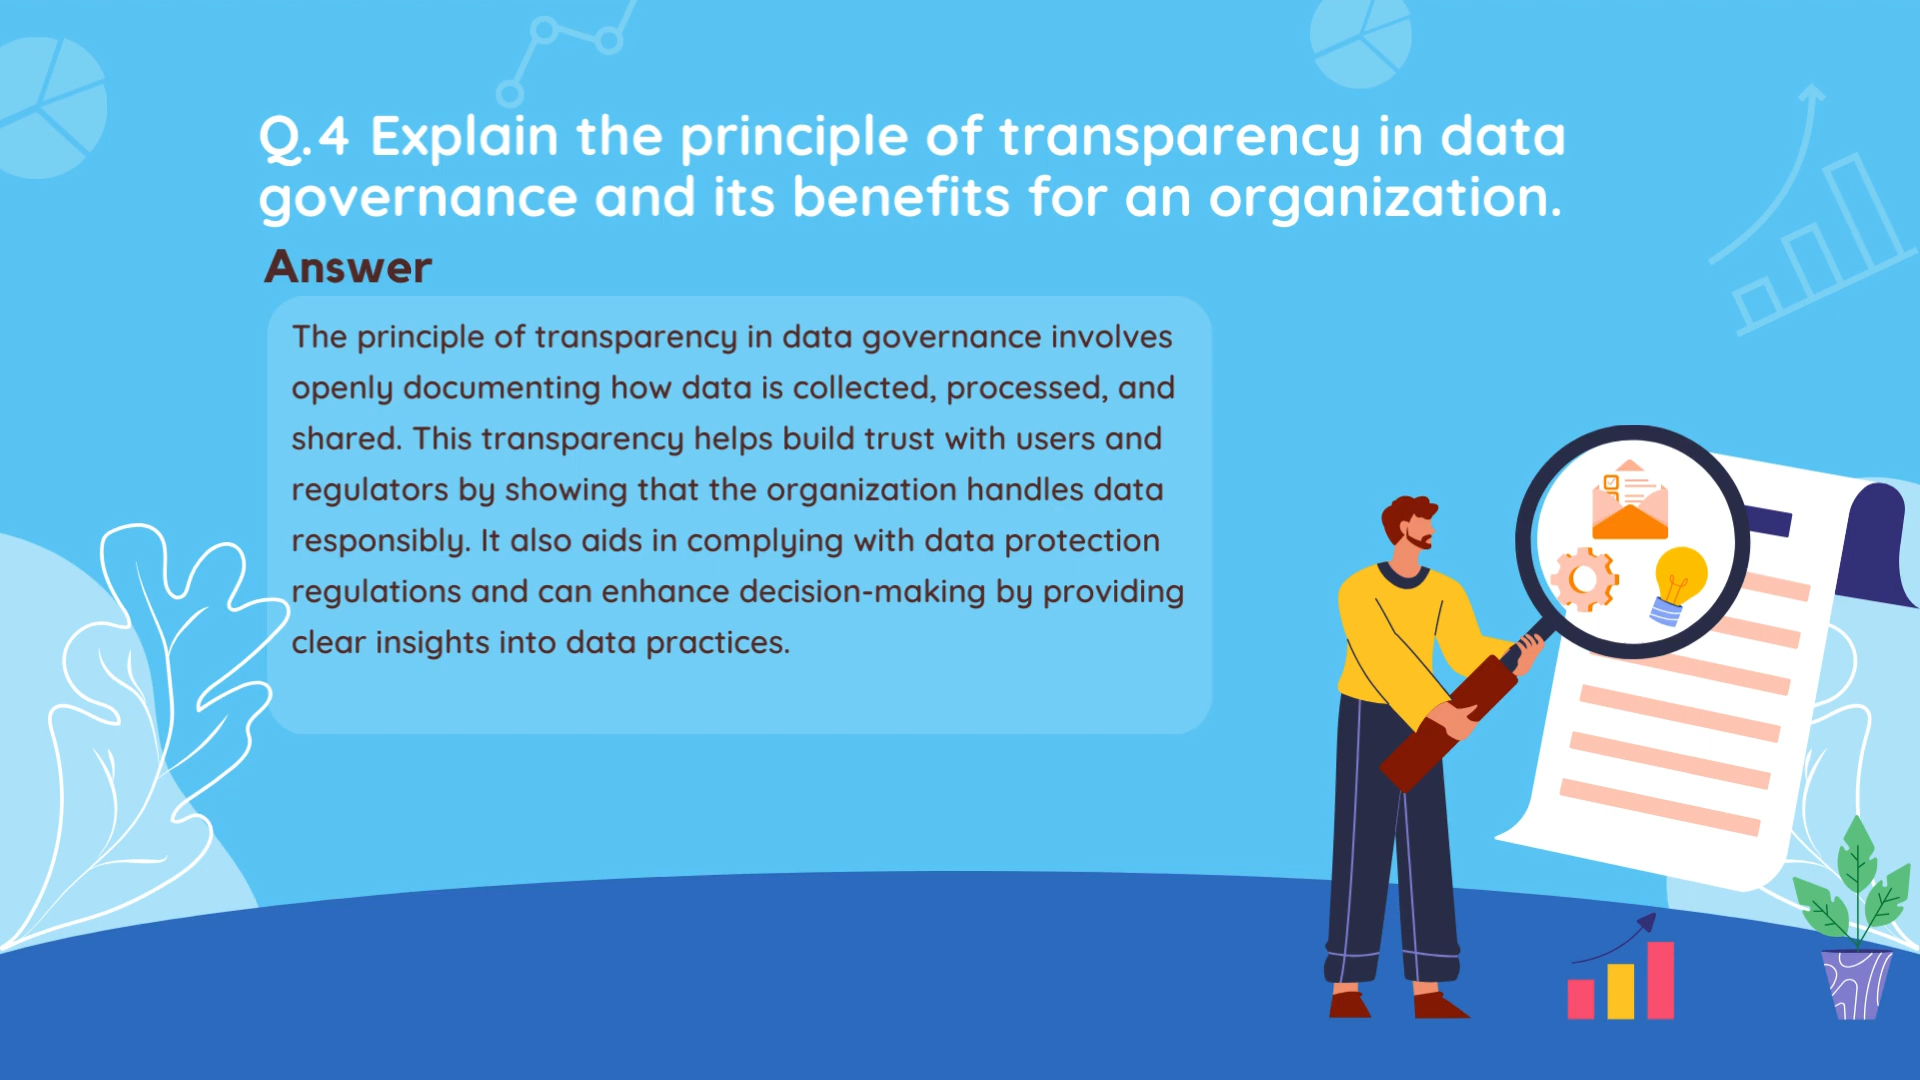 Q.4 Explain the principle of transparency in data
governance and its benefits for an organization.
Answer
The principle of transparency in data governance involves
openly documenting how data is collected, processed, and
shared. This transparency helps build trust with users and
regulators by showing that the organization handles data
responsibly. It also aids in complying with data protection
regulations and can enhance decision-making by providing
clear insights into data practices.